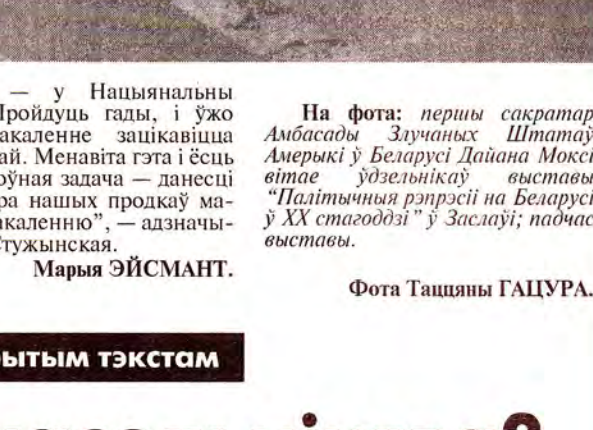 — у Нацыянальны
Пройдуць гады, і ўжо
акаленне зацікавіцца
ай. Менавіта гэта і ёсць
оўная задача — данесці
ра нашых продкаў ма-
акаленню”, — адзначы-
Стужынская.
Марыя ЭЙСМАНТ.
На фота: першы сакратар
Амбасады Злучаных Штатаў
Амерыкі ў Беларусі Дайана Моксі
вітае ўдзельнікаў выставы
“Палітычныя рэпрэсіі на Беларусі
ў XX стагоддзі” ў Заслаўі; падчас
выставы.
Фота Таццяны ГАЦУРА.
ытым тэкстам